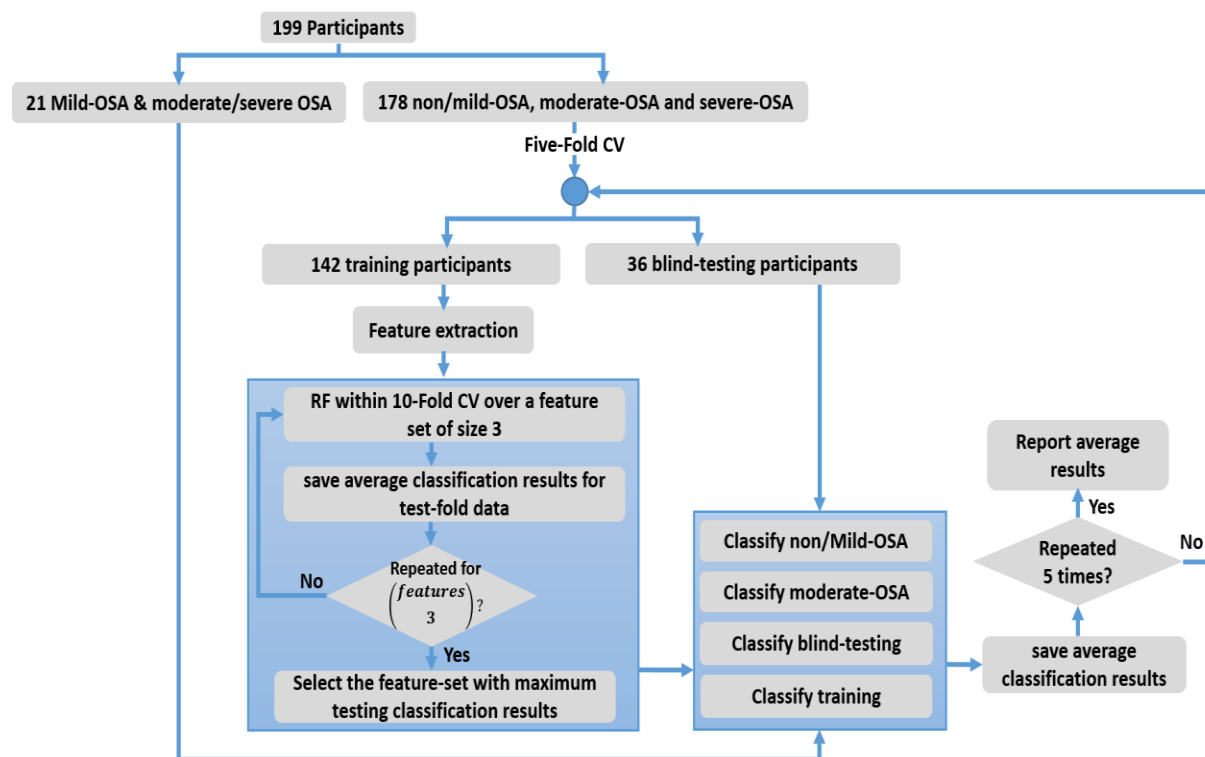 199 Participants
21 Mild-OSA & moderate/severe OSA
178 non/mild-OSA, moderate-OSA and severe-OSA
Five-Fold CV
142 training participants
36 blind-testing participants
Feature extraction
RF within 10-Fold CV over a feature
set of size 3
save average classification results for
test-fold data
Repeated for
(features
3)?
No
Yes
Select the feature-set with maximum
testing classification results
Classify non/Mild-OSA
Classify moderate-OSA
Classify blind-testing
Classify training
Report average
results
Yes
Repeated
5 times?
No
save average
classification results